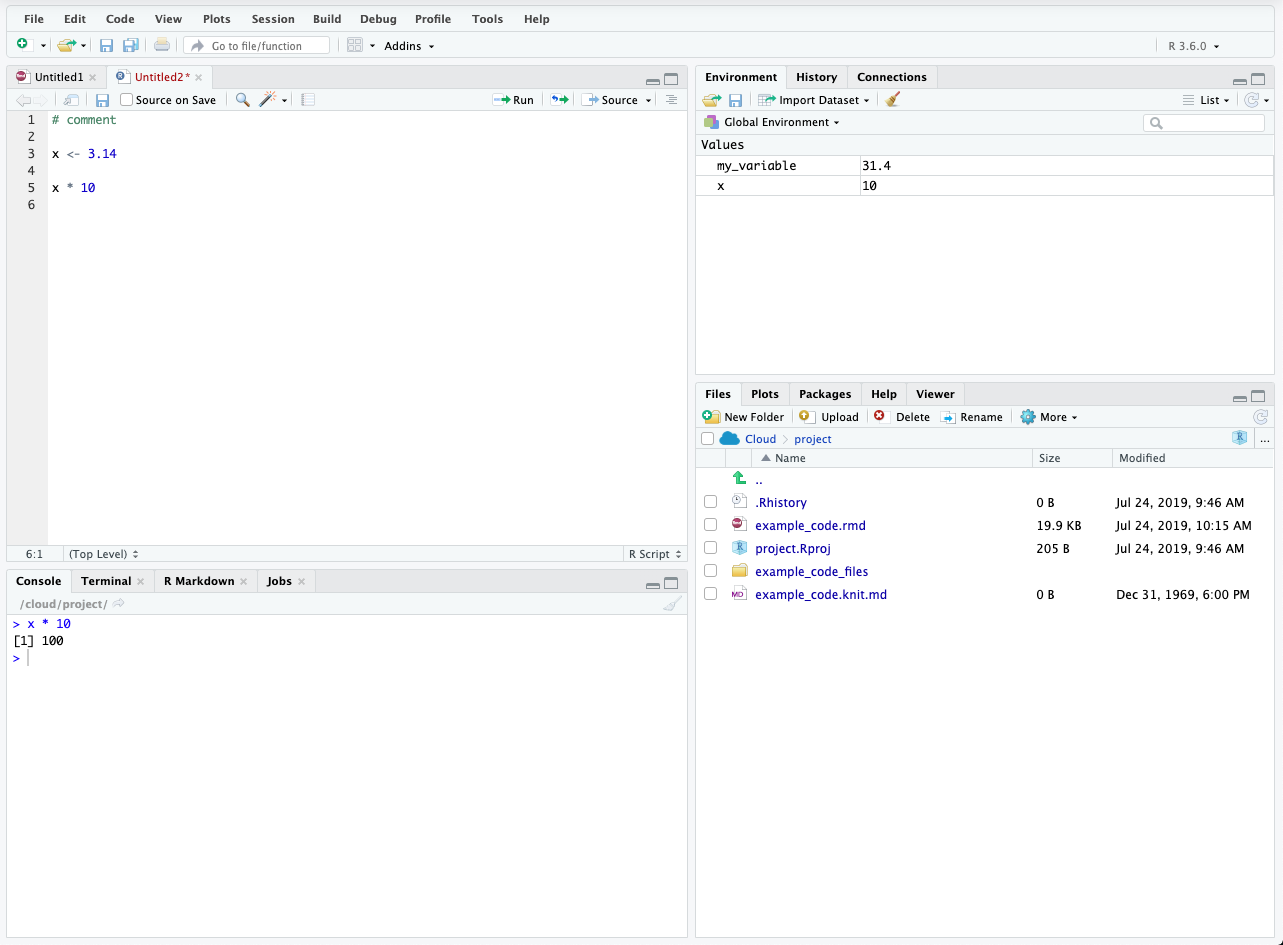 File Edit Code View Plots Session Build Debug Profile Tools Help
Go to file/function Addins R 3.6.0
Untitled1 Untitled2*
Source on Save Run Source
1 # comment
2
3 x <- 3.14
4
5 x * 10
6
6:1 (Top Level) R Script
Console Terminal R Markdown Jobs
/cloud/project/
> x * 10
[1] 100
>
Environment History Connections
Import Dataset List
Global Environment
Values
my_variable 31.4
x 10
Files Plots Packages Help Viewer
New Folder Upload Delete Rename More
Cloud project R ...
Name Size Modified
..
.Rhistory 0 B Jul 24, 2019, 9:46 AM
example_code.rmd 19.9 KB Jul 24, 2019, 10:15 AM
R project.Rproj 205 B Jul 24, 2019, 9:46 AM
example_code_files
MD example_code.knit.md 0 B Dec 31, 1969, 6:00 PM